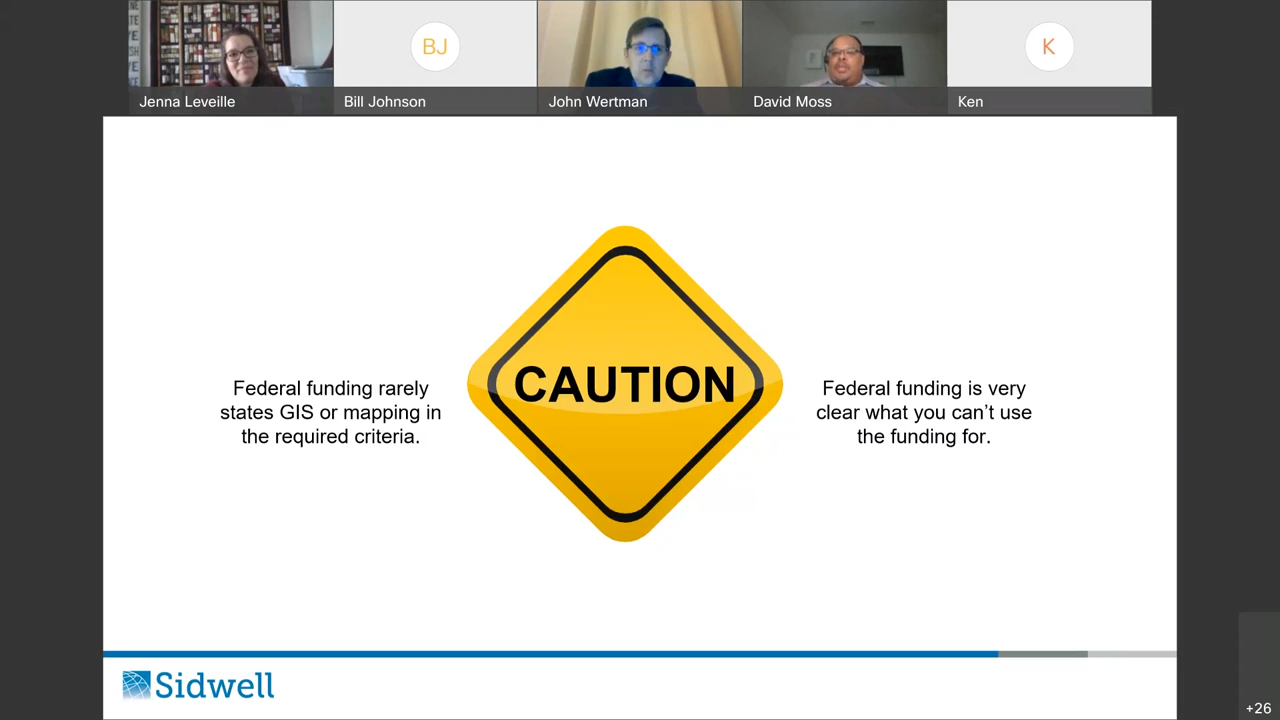 BJ
K
Jenna Leveille
Bill Johnson
John Wertman
David Moss
Ken
Federal funding rarely
states GIS or mapping in
the required criteria.
CAUTION
Federal funding is very
clear what you can’t use
the funding for.
Sidwell
+26